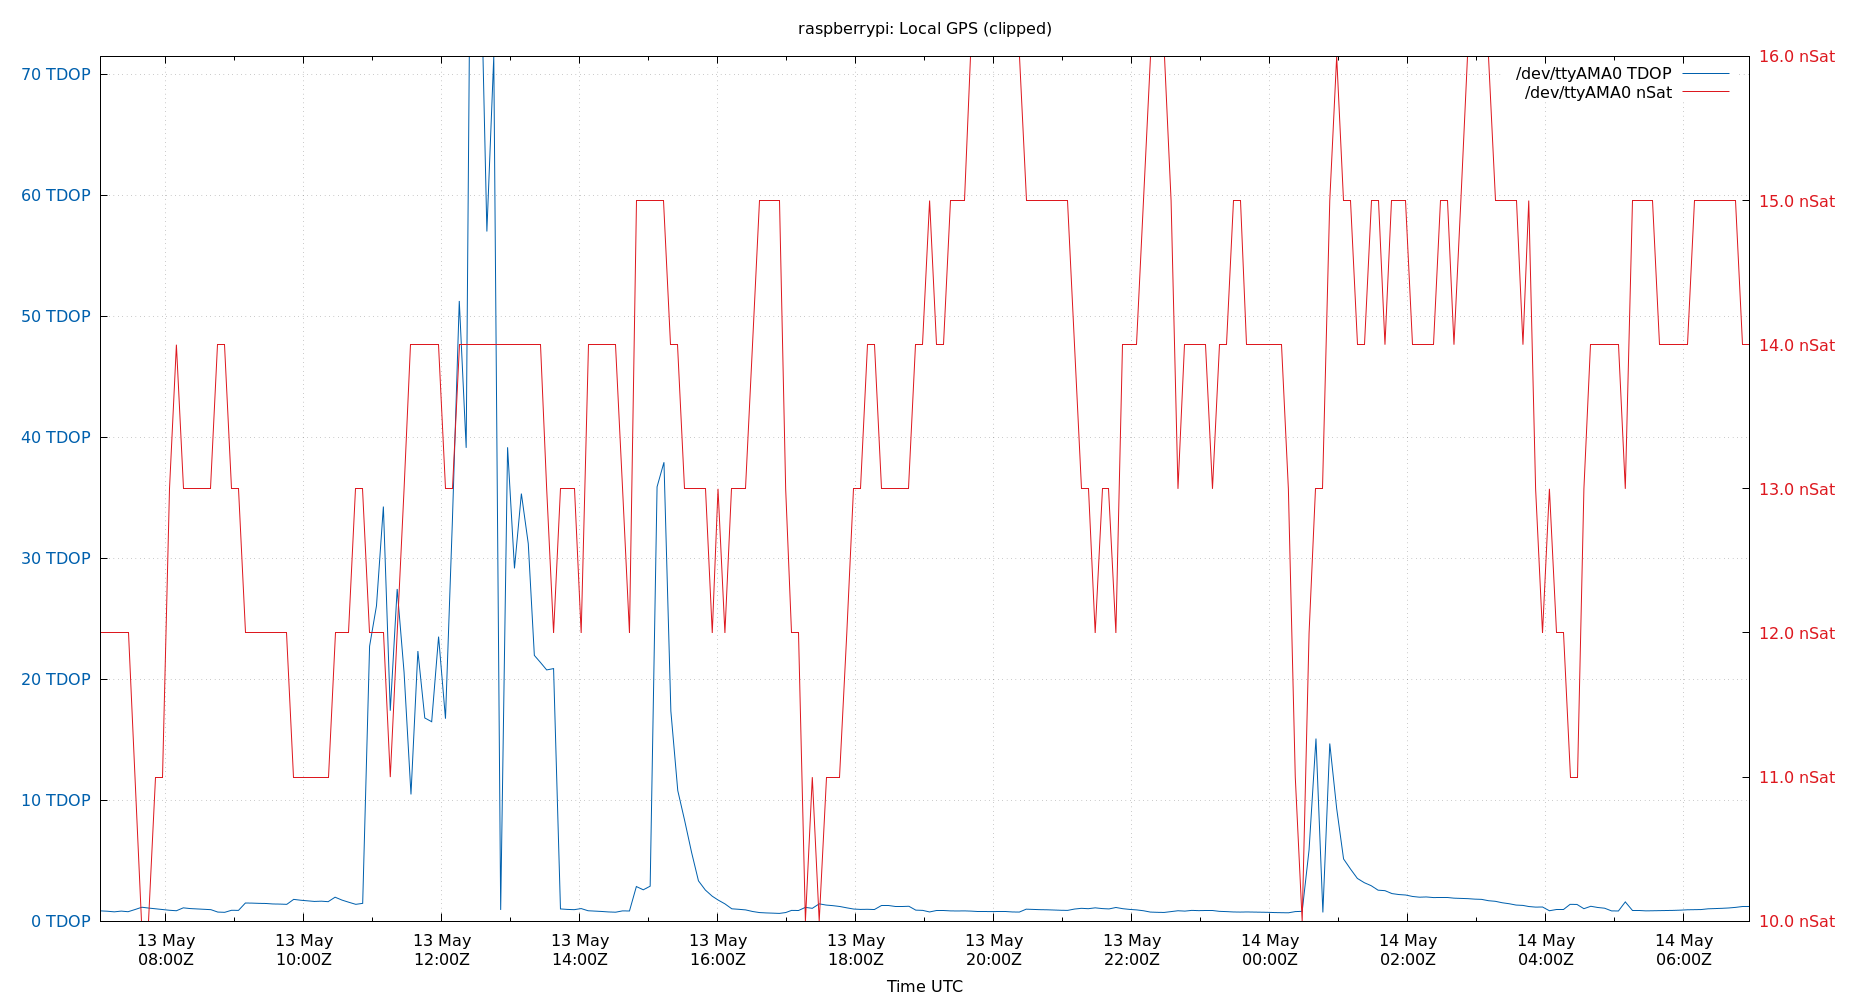 raspberrypi: Local GPS (clipped)
70 TDOP
60 TDOP
50 TDOP
40 TDOP
30 TDOP
20 TDOP
10 TDOP
0 TDOP
16.0 nSat
15.0 nSat
14.0 nSat
13.0 nSat
12.0 nSat
11.0 nSat
10.0 nSat
/dev/ttyAMA0 TDOP
/dev/ttyAMA0 nSat
13 May 13 May 13 May 13 May 13 May 13 May 13 May 13 May 14 May 14 May 14 May 14 May
08:00Z 10:00Z 12:00Z 14:00Z 16:00Z 18:00Z 20:00Z 22:00Z 00:00Z 02:00Z 04:00Z 06:00Z
Time UTC